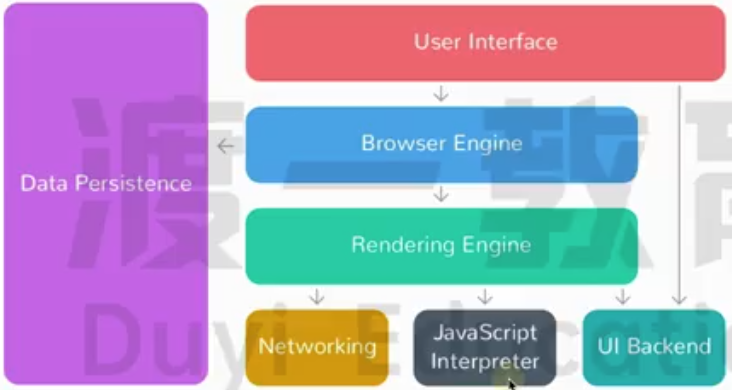 User Interface
Browser Engine
Data Persistence
Rendering Engine
Networking
JavaScript
Interpreter
UI Backend
渡一教育
Duyi Education